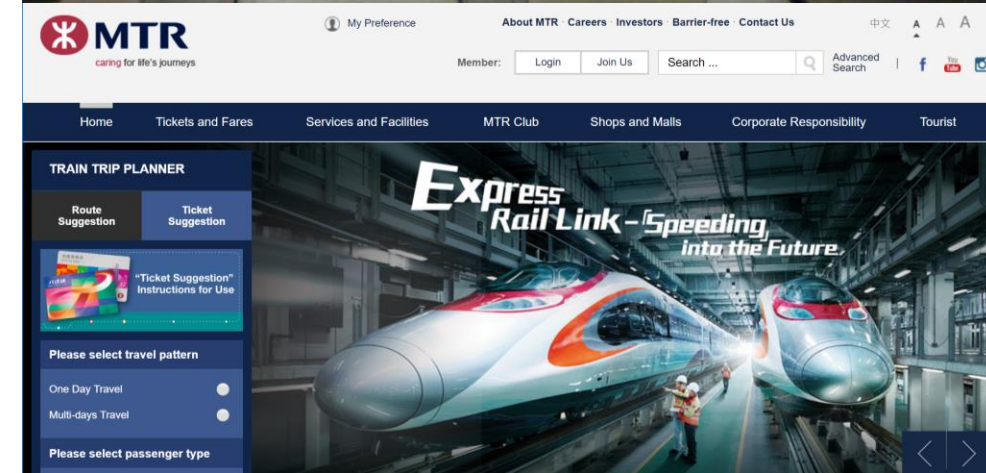 MTR
caring for life's journeys
My Preference
About MTR · Careers · Investors · Barrier-free · Contact Us
中文
A A A
Member: Login Join Us Search ... Advanced Search |
Home Tickets and Fares Services and Facilities MTR Club Shops and Malls Corporate Responsibility Tourist
TRAIN TRIP PLANNER
Route
Suggestion
Ticket
Suggestion
"Ticket Suggestion"
Instructions for Use
Please select travel pattern
One Day Travel
Multi-days Travel
Please select passenger type
Express
Rail Link -「Speeding
into the Future